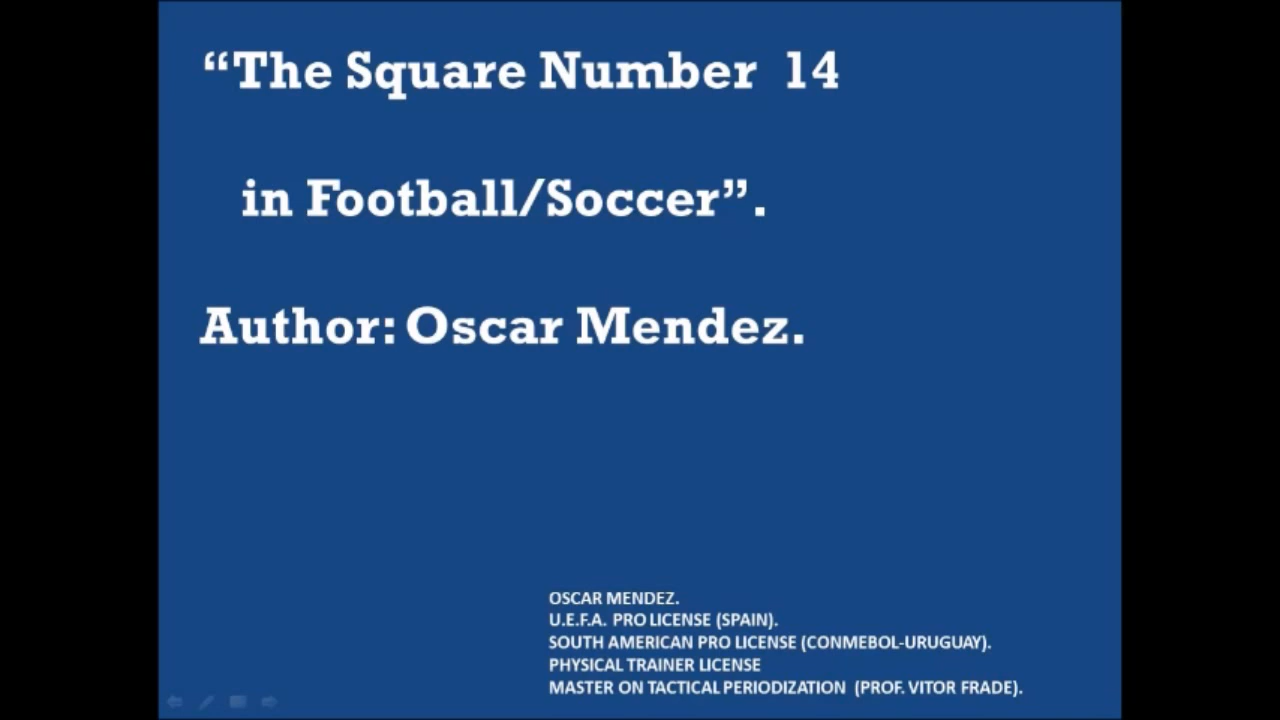 “The Square Number 14
in Football/Soccer”.
Author: Oscar Mendez.
OSCAR MENDEZ.
U.E.F.A. PRO LICENSE (SPAIN).
SOUTH AMERICAN PRO LICENSE (CONMEBOL-URUGUAY).
PHYSICAL TRAINER LICENSE
MASTER ON TACTICAL PERIODIZATION (PROF. VITOR FRADE).